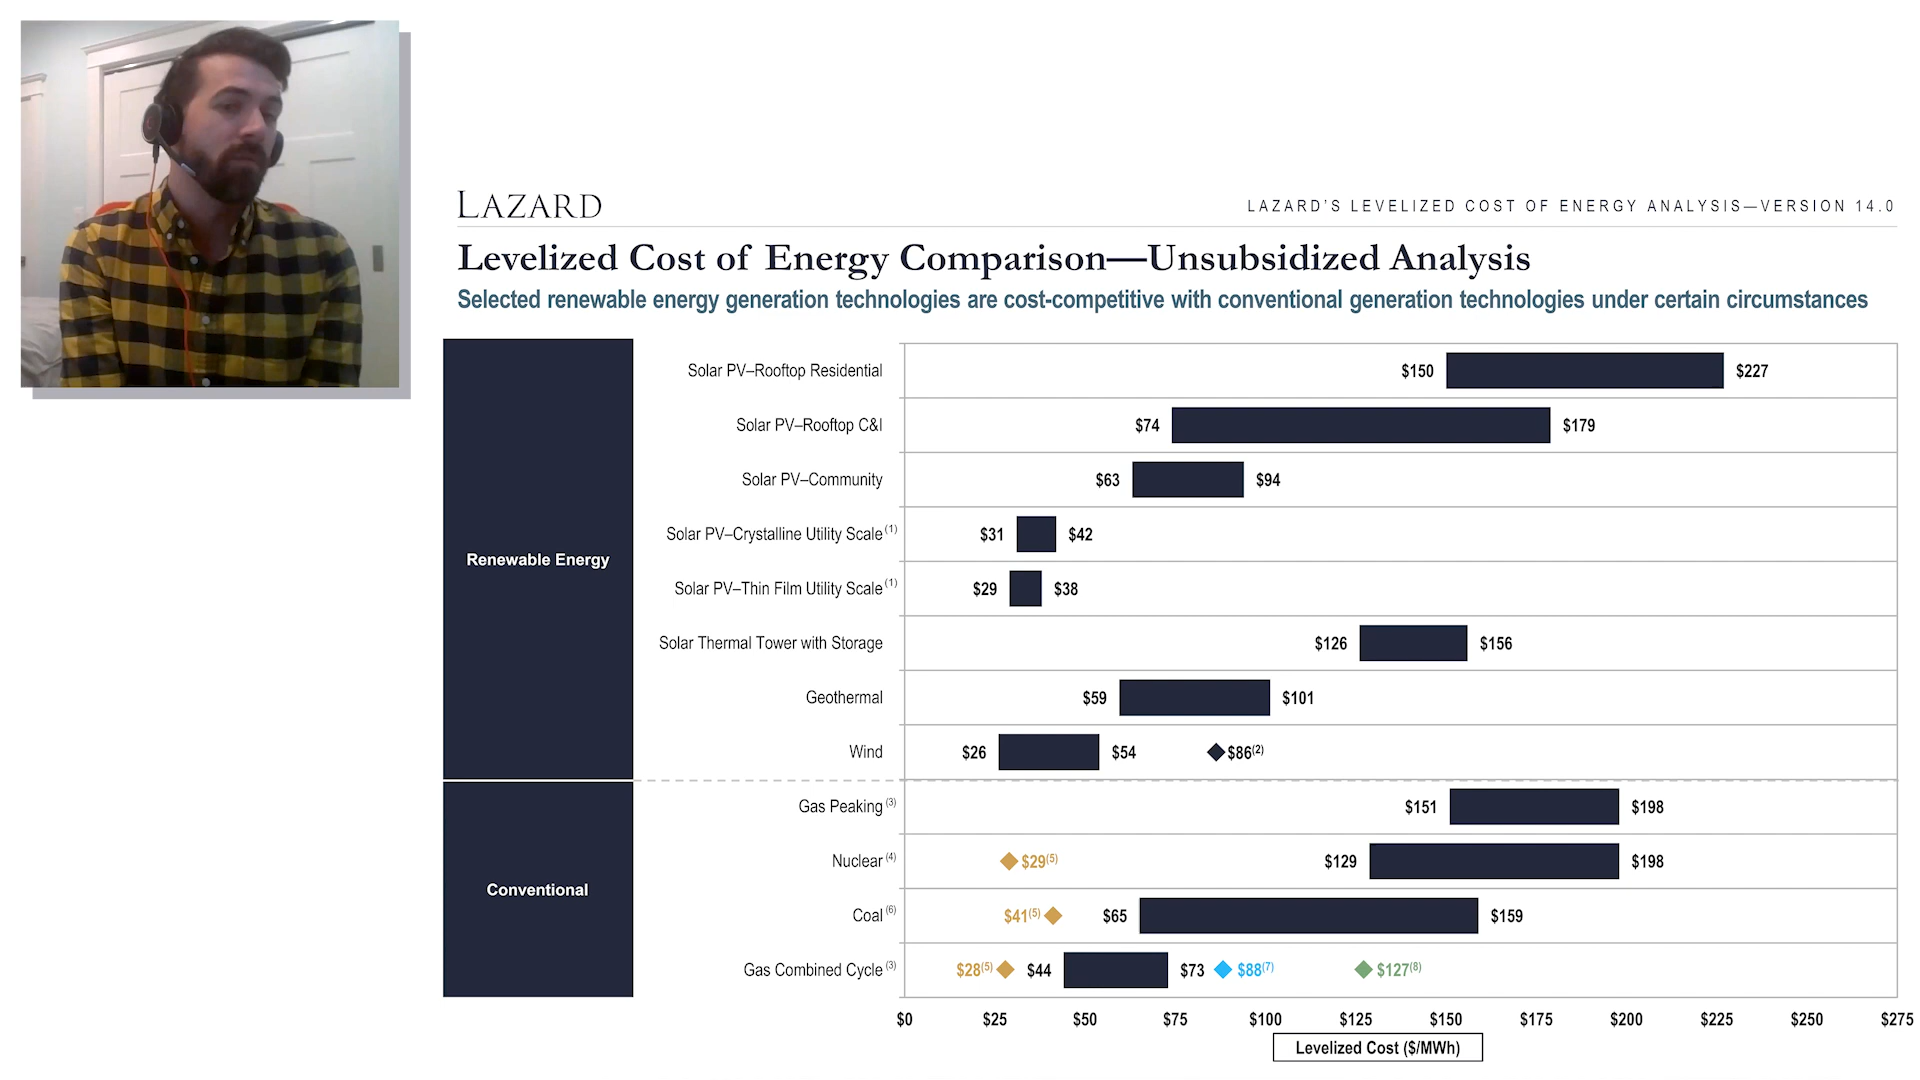 LAZARD
LAZARD'S LEVELIZED COST OF ENERGY ANALYSIS—VERSION 14.0
Levelized Cost of Energy Comparison—Unsubsidized Analysis
Selected renewable energy generation technologies are cost-competitive with conventional generation technologies under certain circumstances
Renewable Energy
Solar PV–Rooftop Residential $150 $227
Solar PV–Rooftop C&I $74 $179
Solar PV–Community $63 $94
Solar PV–Crystalline Utility Scale (1) $31 $42
Solar PV–Thin Film Utility Scale (1) $29 $38
Solar Thermal Tower with Storage $126 $156
Geothermal $59 $101
Wind $26 $54 $86(2)
Conventional
Gas Peaking (3) $151 $198
Nuclear (4) $29(5) $129 $198
Coal (6) $41(5) $65 $159
Gas Combined Cycle (3) $28(5) $44 $73 $88(7) $127(8)
$0 $25 $50 $75 $100 $125 $150 $175 $200 $225 $250 $275
Levelized Cost ($/MWh)